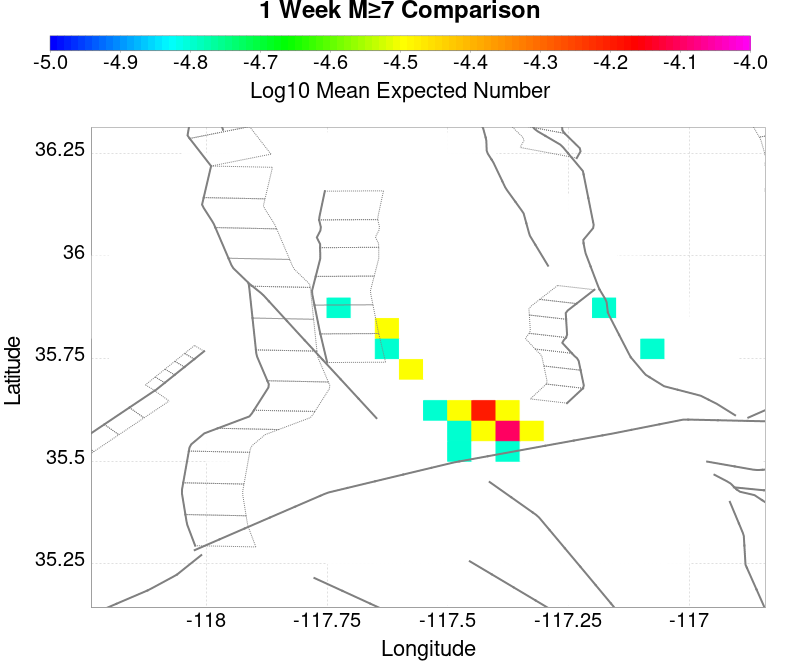 1 Week M≥7 Comparison
-5.0 -4.9 -4.8 -4.7 -4.6 -4.5 -4.4 -4.3 -4.2 -4.1 -4.0
Log10 Mean Expected Number
36.25
36
35.75
35.5
35.25
Latitude
-118 -117.75 -117.5 -117.25 -117
Longitude